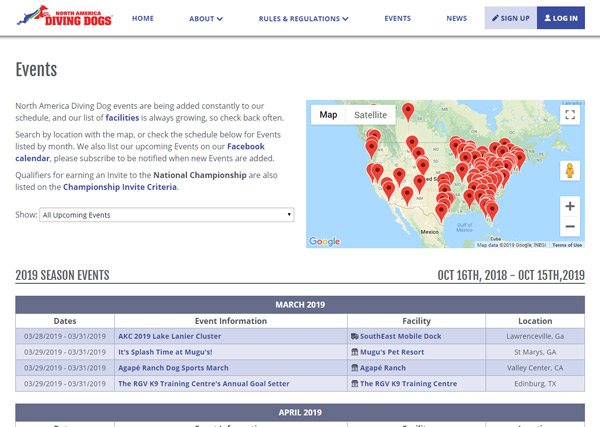 NORTH AMERICA
DIVING DOGS
HOME ABOUT RULES & REGULATIONS EVENTS NEWS SIGN UP LOG IN
Events
North America Diving Dog events are being added constantly to our
schedule, and our list of facilities is always growing, so check back often.
Search by location with the map, or check the schedule below for Events
listed by month. We also list our upcoming Events on our Facebook
calendar, please subscribe to be notified when new Events are added.
Qualifiers for earning an Invite to the National Championship are also
listed on the Championship Invite Criteria.
Show: All Upcoming Events
Map Satellite
Mexico
Gulf of
Mexico
Cuba
Google
Map data ©2019 Google, INEGI Terms of Use
2019 SEASON EVENTS OCT 16TH, 2018 - OCT 15TH,2019
MARCH 2019
Dates Event Information Facility Location
03/28/2019 - 03/31/2019 AKC 2019 Lake Lanier Cluster SouthEast Mobile Dock Lawrenceville, Ga
03/29/2019 - 03/31/2019 It's Splash Time at Mugu's! Mugu's Pet Resort St Marys, GA
03/29/2019 - 03/31/2019 Agapé Ranch Dog Sports March Agapé Ranch Valley Center, CA
03/29/2019 - 03/31/2019 The RGV K9 Training Centre's Annual Goal Setter The RGV K9 Training Centre Edinburg, TX
APRIL 2019